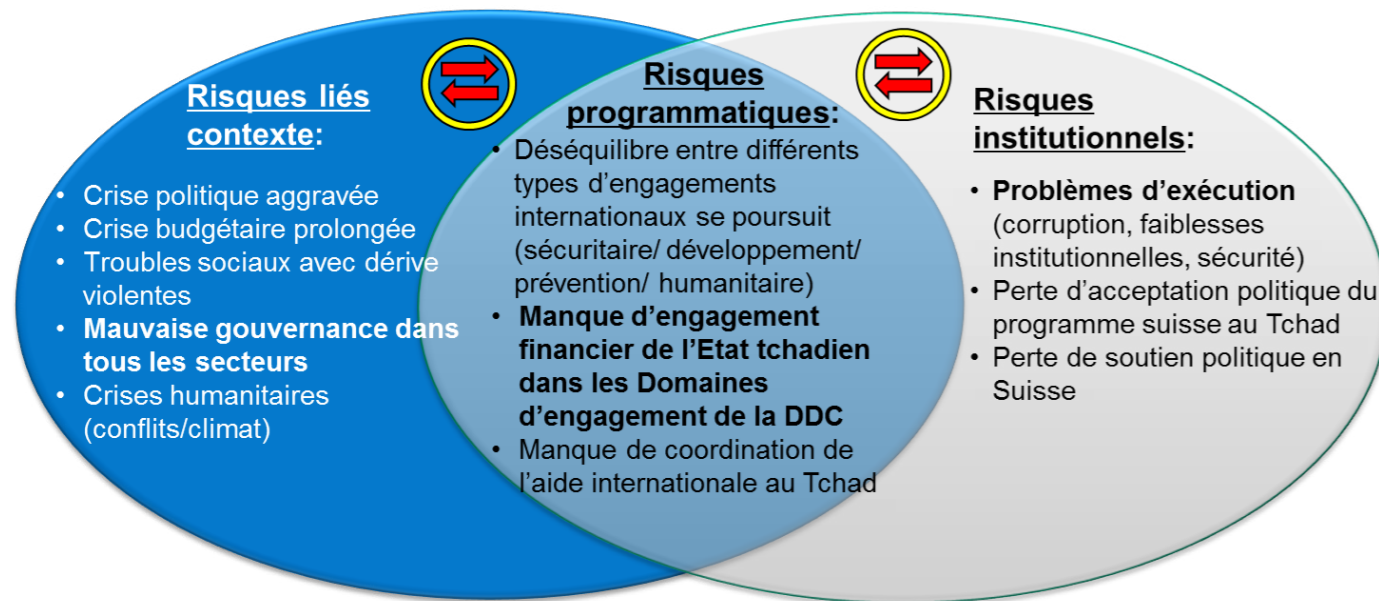 Risques liés
contexte:
• Crise politique aggravée
• Crise budgétaire prolongée
• Troubles sociaux avec dérive
violentes
• Mauvaise gouvernance dans
tous les secteurs
• Crises humanitaires
(conflits/climat)
Risques
programmatiques:
• Déséquilibre entre différents
types d’engagements
internationaux se poursuit
(sécuritaire/ développement/
prévention/ humanitaire)
• Manque d’engagement
financier de l’Etat tchadien
dans les Domaines
d’engagement de la DDC
• Manque de coordination de
l’aide internationale au Tchad
Risques
institutionnels:
• Problèmes d’exécution
(corruption, faiblesses
institutionnelles, sécurité)
• Perte d’acceptation politique du
programme suisse au Tchad
• Perte de soutien politique en
Suisse